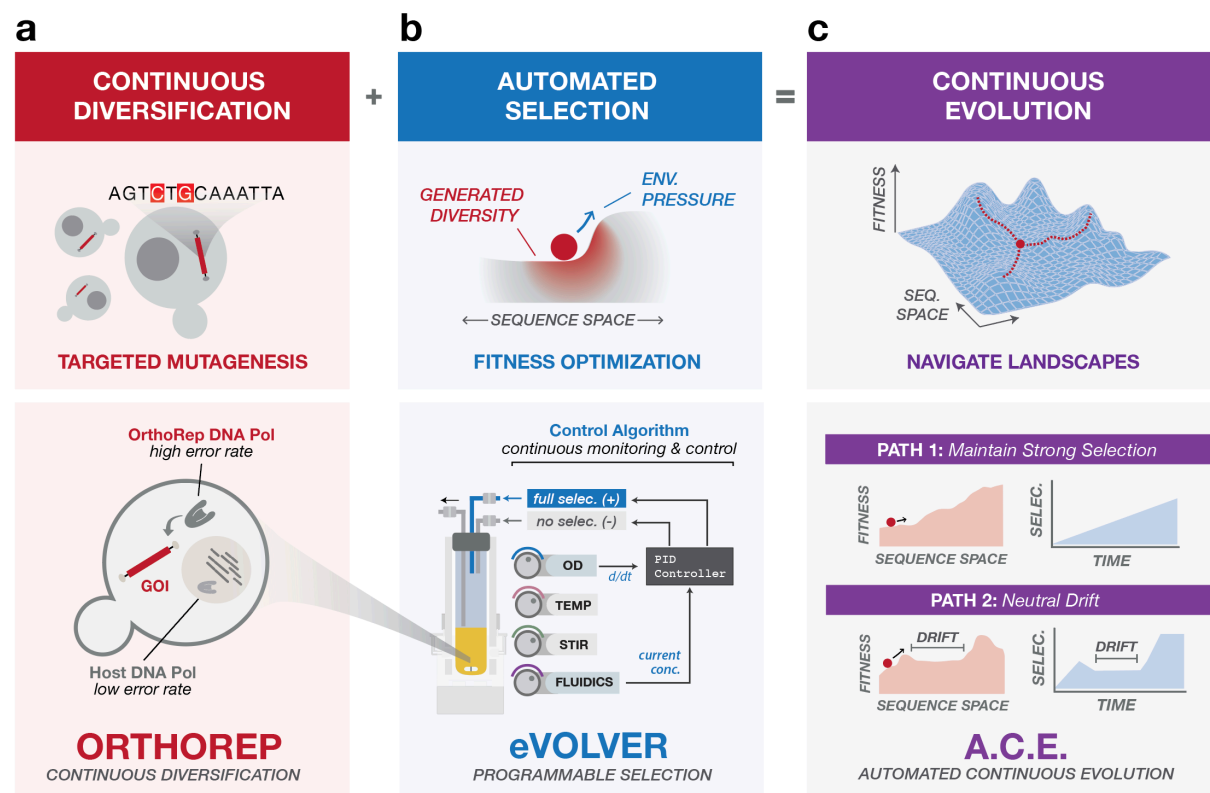 a
CONTINUOUS
DIVERSIFICATION
AGTCTGCAAATTA
TARGETED MUTAGENESIS
OrthoRep DNA Pol
high error rate
GOI
Host DNA Pol
low error rate
ORTHOREP
CONTINUOUS DIVERSIFICATION
+
b
AUTOMATED
SELECTION
GENERATED
DIVERSITY
ENV.
PRESSURE
SEQUENCE SPACE
FITNESS OPTIMIZATION
Control Algorithm
continuous monitoring & control
full selec. (+)
no selec. (-)
OD
d/dt
PID
Controller
TEMP
STIR
FLUIDICS
current
conc.
eVOLVER
PROGRAMMABLE SELECTION
=
c
CONTINUOUS
EVOLUTION
FITNESS
SEQ.
SPACE
NAVIGATE LANDSCAPES
PATH 1: Maintain Strong Selection
FITNESS
SEQUENCE SPACE
SELEC.
TIME
PATH 2: Neutral Drift
FITNESS
DRIFT
SEQUENCE SPACE
SELEC.
DRIFT
TIME
A.C.E.
AUTOMATED CONTINUOUS EVOLUTION